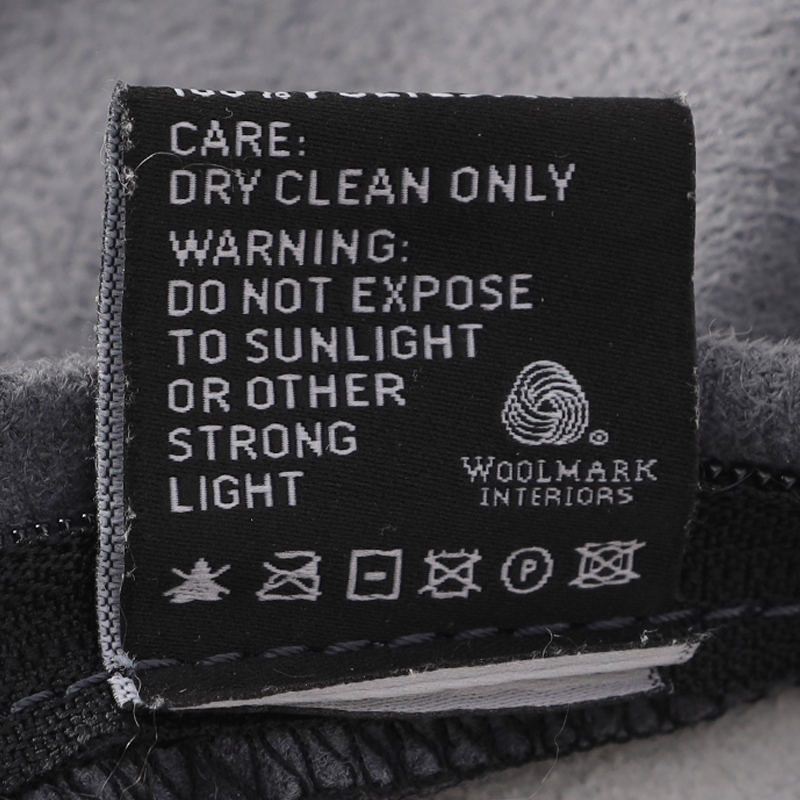 CARE:
DRY CLEAN ONLY
WARNING:
DO NOT EXPOSE
TO SUNLIGHT
OR OTHER
STRONG
LIGHT
WOOLMARK
INTERIORS
P